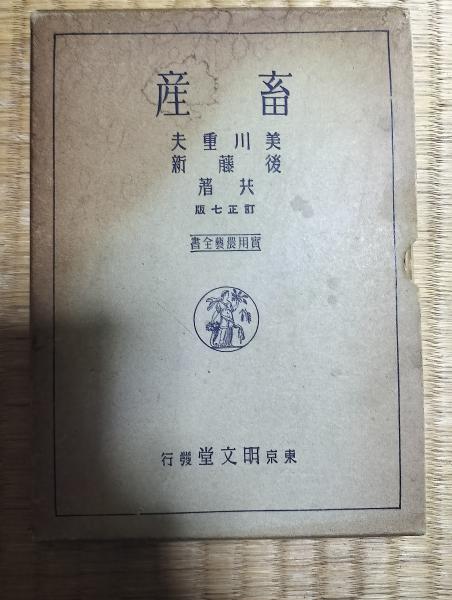 畜産
美川重夫
後藤新
共著
訂正七版
實用農藝全書
東京明文堂發行